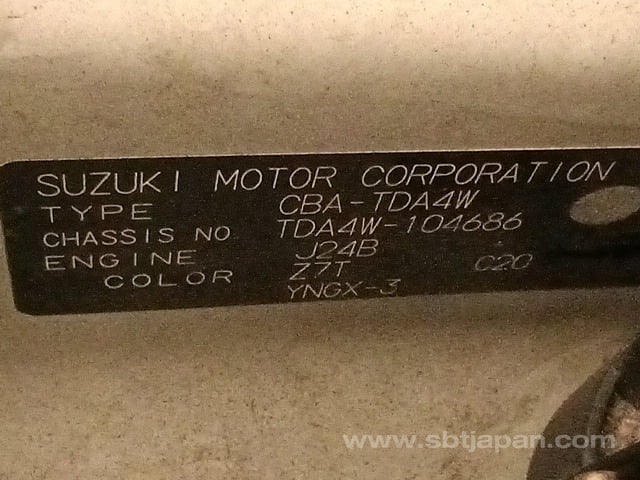 SUZUKI MOTOR CORPORATION
TYPE CBA-TDA4W
CHASSIS NO TDA4W-104686
ENGINE J24B
COLOR Z7T C20
YNGX-3
www.sbtjapan.com